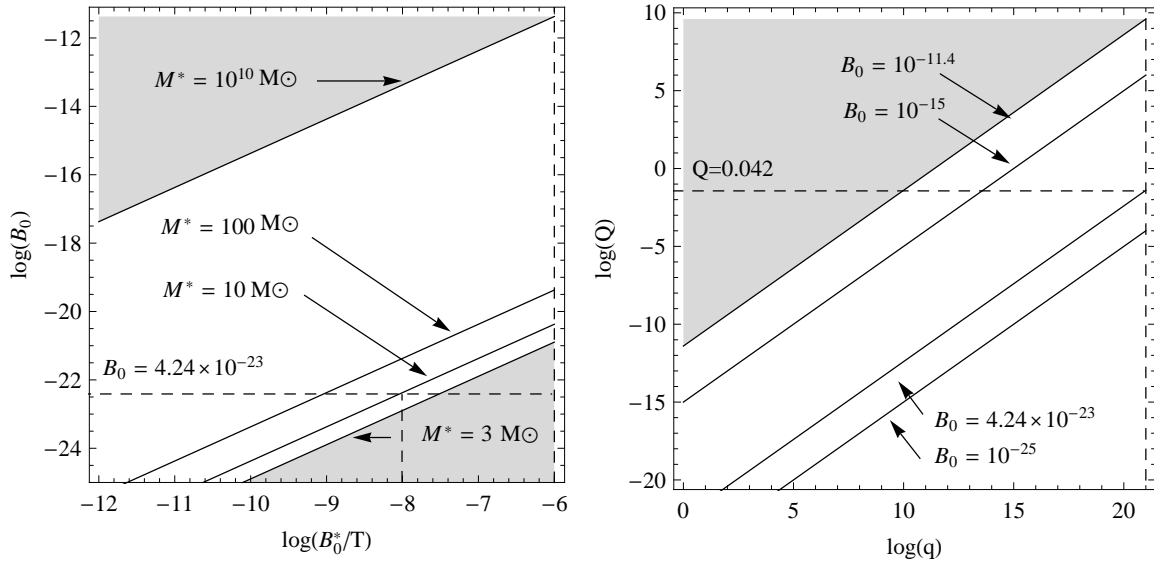 −12
−14
−16
−18
−20
−22
−24
log(B₀)
M* = 10¹⁰ M⊙
M* = 100 M⊙
M* = 10 M⊙
B₀ = 4.24 × 10⁻²³
M* = 3 M⊙
−12 −11 −10 −9 −8 −7 −6
log(B₀*/T)
10
5
0
−5
−10
−15
−20
log(Q)
B₀ = 10⁻¹¹·⁴
B₀ = 10⁻¹⁵
Q=0.042
B₀ = 4.24 × 10⁻²³
B₀ = 10⁻²⁵
0 5 10 15 20
log(q)